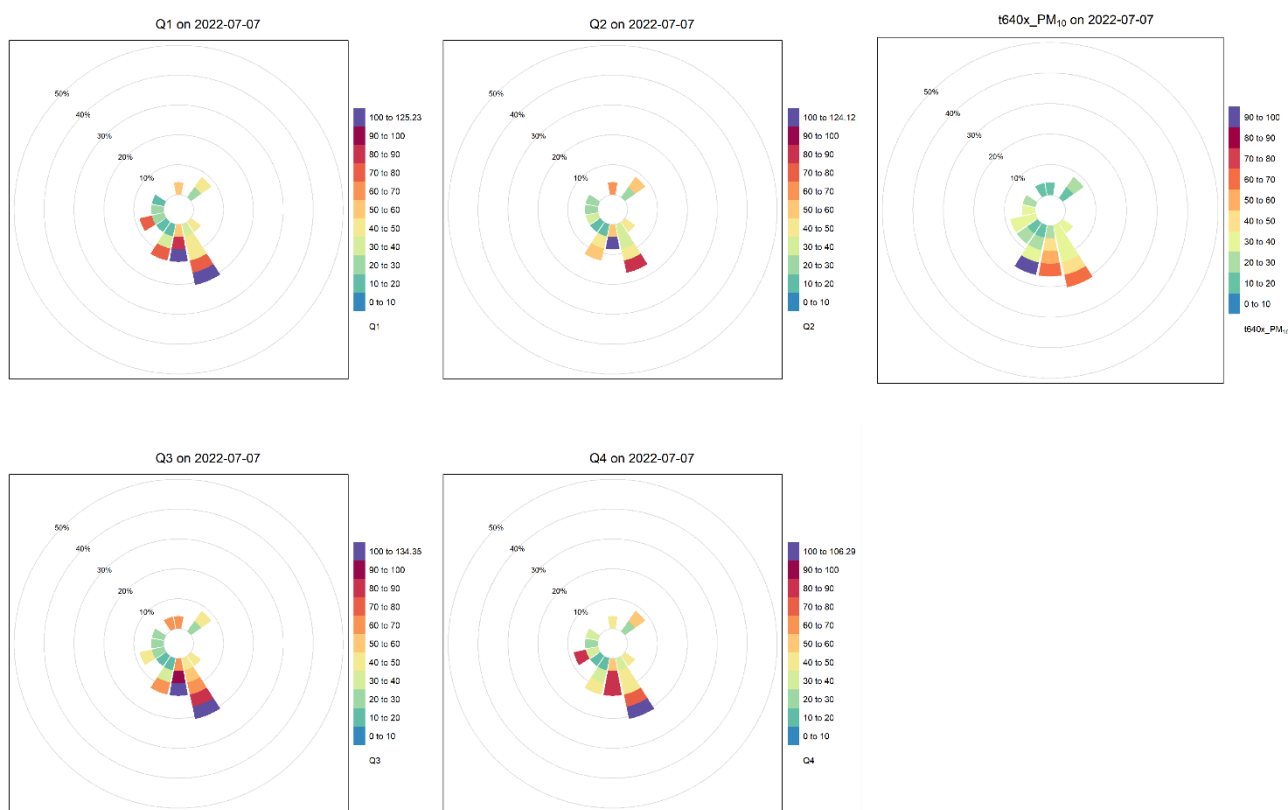 Q1 on 2022-07-07
50%
40%
30%
20%
10%
100 to 125.23
90 to 100
80 to 90
70 to 80
60 to 70
50 to 60
40 to 50
30 to 40
20 to 30
10 to 20
0 to 10
Q1
Q2 on 2022-07-07
50%
40%
30%
20%
10%
100 to 124.12
90 to 100
80 to 90
70 to 80
60 to 70
50 to 60
40 to 50
30 to 40
20 to 30
10 to 20
0 to 10
Q2
t640x_PM₁₀ on 2022-07-07
50%
40%
30%
20%
10%
90 to 100
80 to 90
70 to 80
60 to 70
50 to 60
40 to 50
30 to 40
20 to 30
10 to 20
0 to 10
t640x_PM₁₀
Q3 on 2022-07-07
50%
40%
30%
20%
10%
100 to 134.35
90 to 100
80 to 90
70 to 80
60 to 70
50 to 60
40 to 50
30 to 40
20 to 30
10 to 20
0 to 10
Q3
Q4 on 2022-07-07
50%
40%
30%
20%
10%
100 to 106.29
90 to 100
80 to 90
70 to 80
60 to 70
50 to 60
40 to 50
30 to 40
20 to 30
10 to 20
0 to 10
Q4